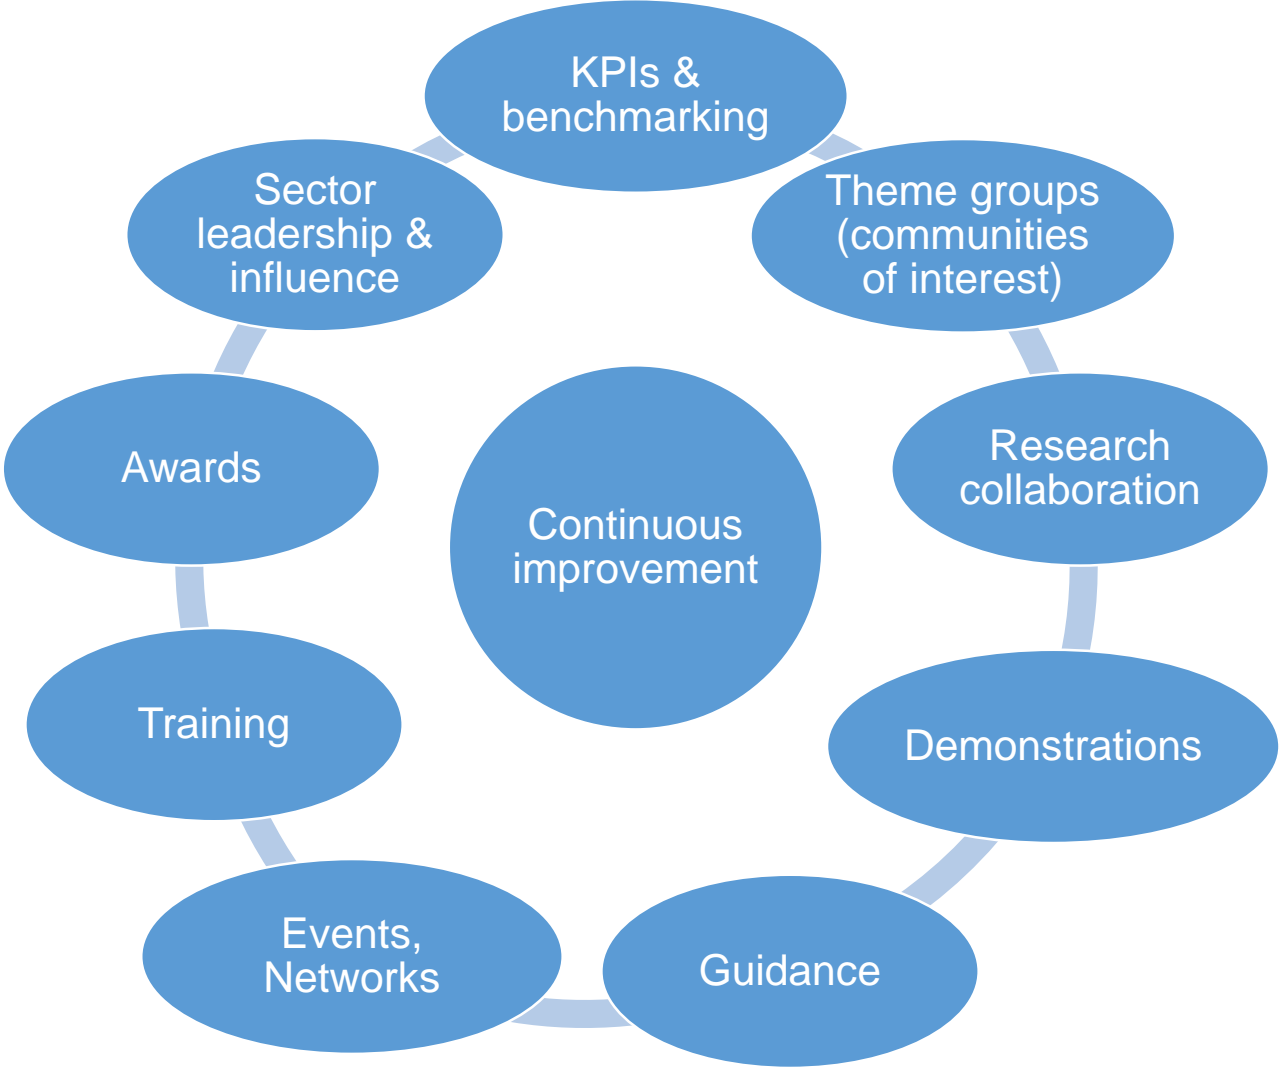 KPIs &
benchmarking
Theme groups
(communities
of interest)
Research
collaboration
Demonstrations
Guidance
Events,
Networks
Training
Awards
Sector
leadership &
influence
Continuous
improvement